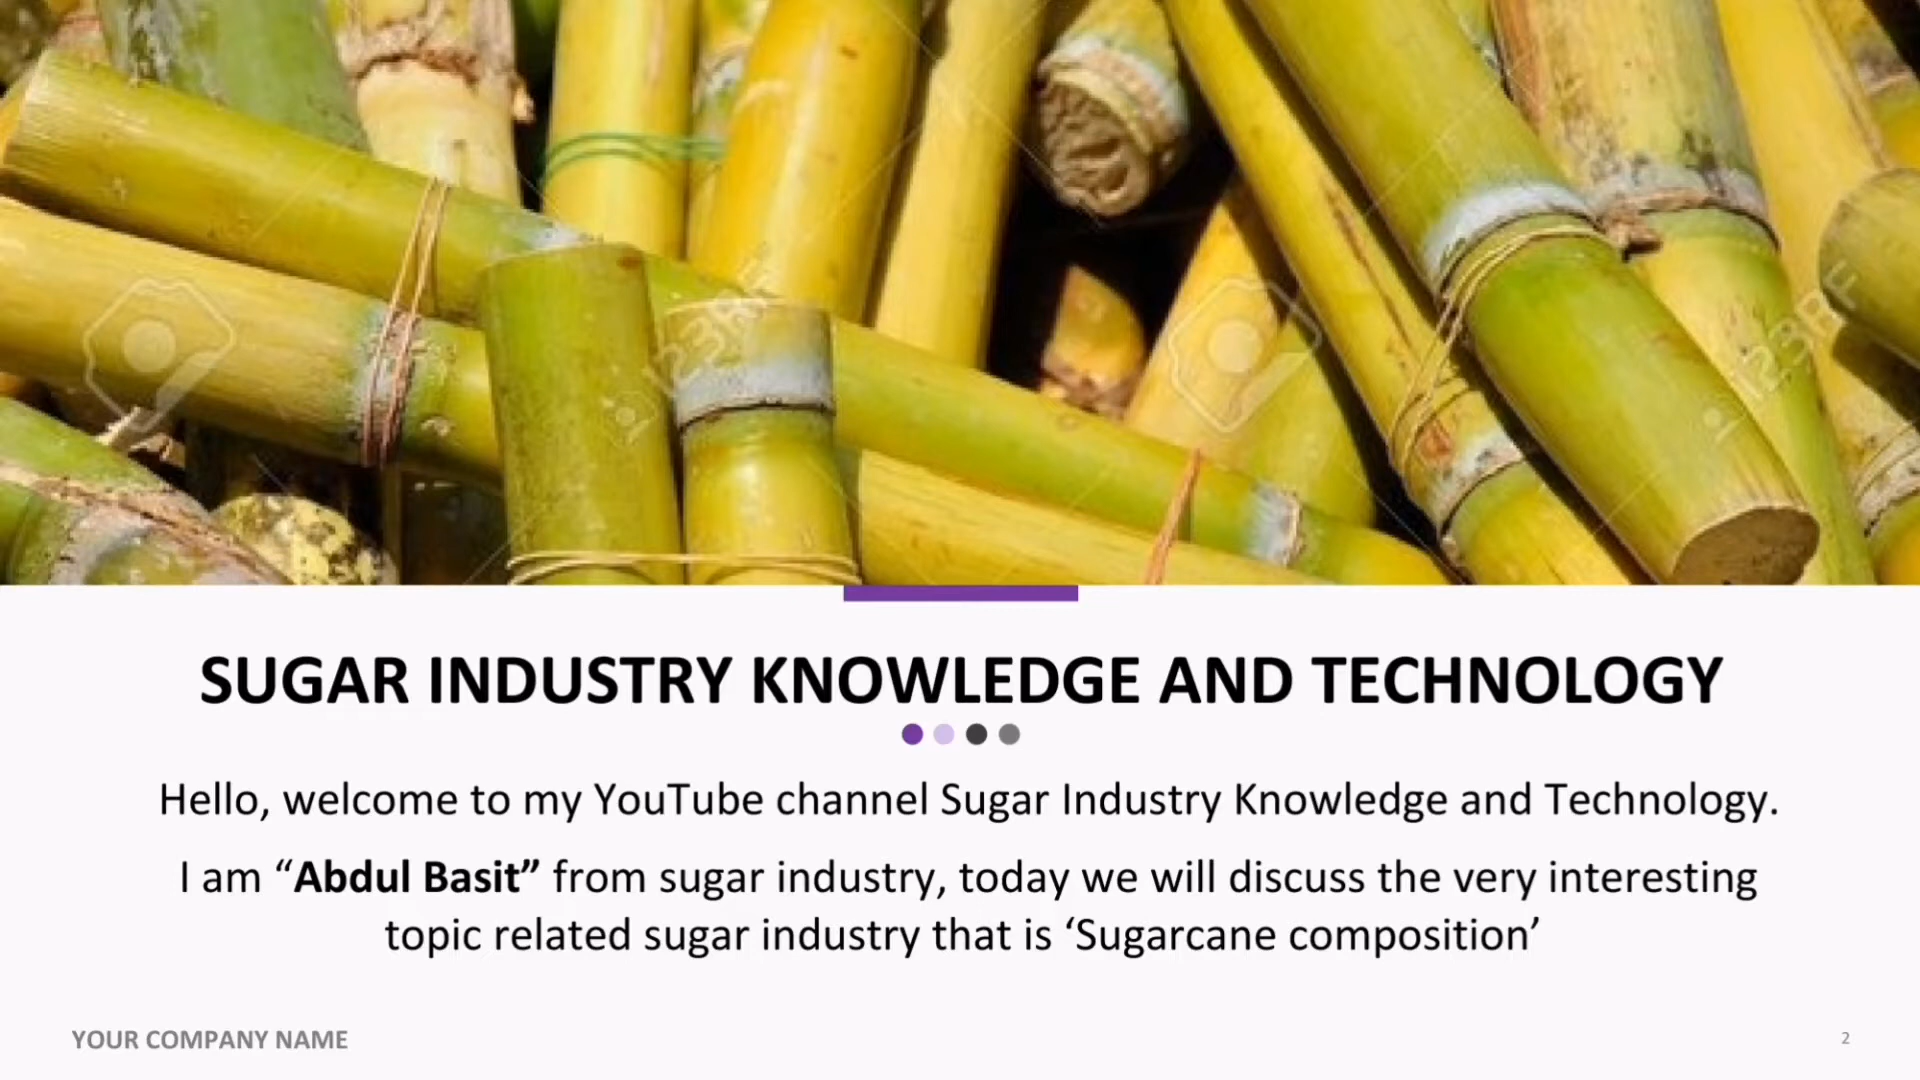 123RF
123RF
SUGAR INDUSTRY KNOWLEDGE AND TECHNOLOGY
Hello, welcome to my YouTube channel Sugar Industry Knowledge and Technology.
I am “Abdul Basit” from sugar industry, today we will discuss the very interesting
topic related sugar industry that is ‘Sugarcane composition’
YOUR COMPANY NAME
2